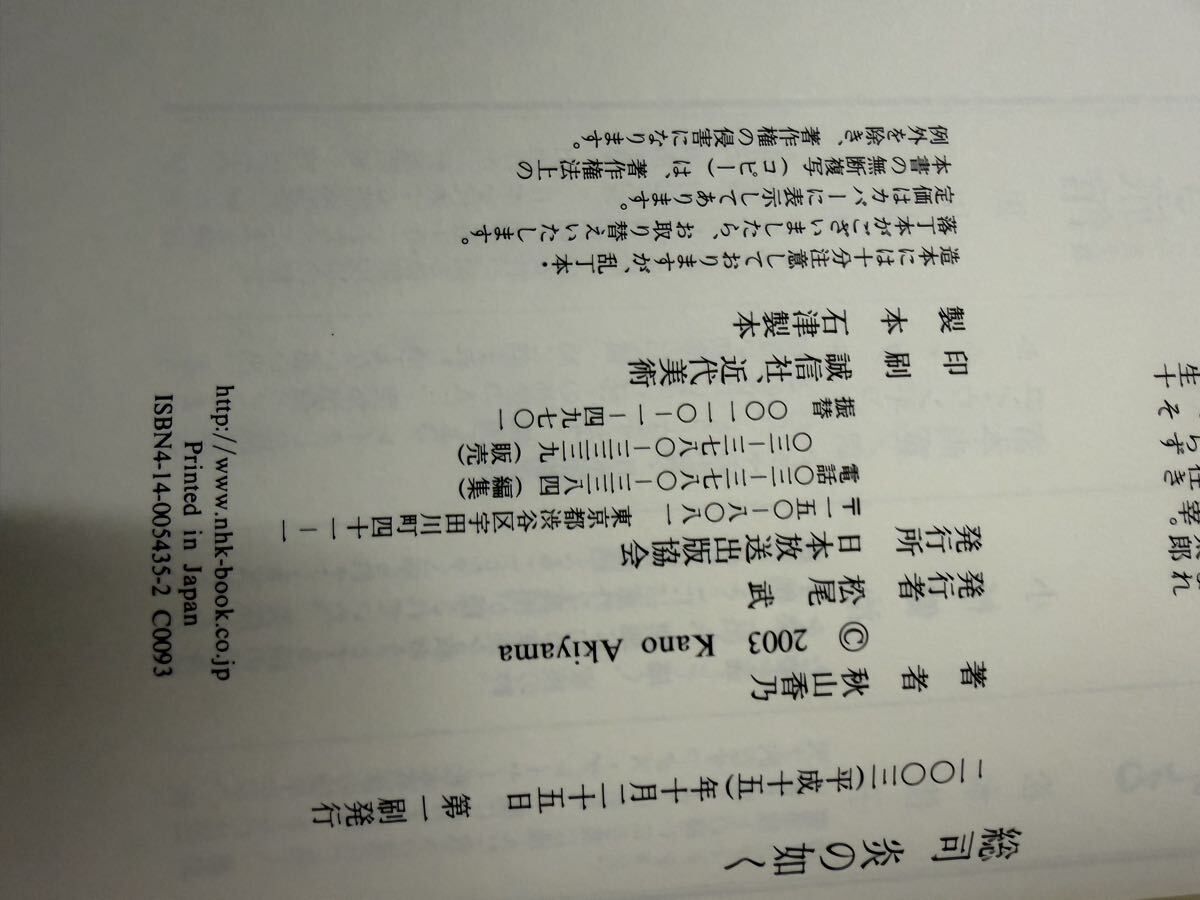 総司 炎の如く
二〇〇三(平成十五)年十月二十五日 第一刷発行
著者 秋山香乃
© 2003 Kano Akiyama
発行者 松尾 武
発行所 日本放送出版協会
〒一五〇-八〇八一 東京都渋谷区宇田川町四十一-一
電話〇三-三七八〇-三三八四(編集)
〇三-三七八〇-三三三九(販売)
振替 〇〇一一〇-一-四九七〇一
印刷 誠信社、近代美術
製本 石津製本
造本には十分注意しておりますが、乱丁本・
落丁本がございましたら、お取り替えいたします。
定価はカバーに表示してあります。
本書の無断複写(コピー)は、著作権法上の
例外を除き、著作権の侵害になります。
http://www.nhk-book.co.jp
Printed in Japan
ISBN4-14-005435-2 C0093